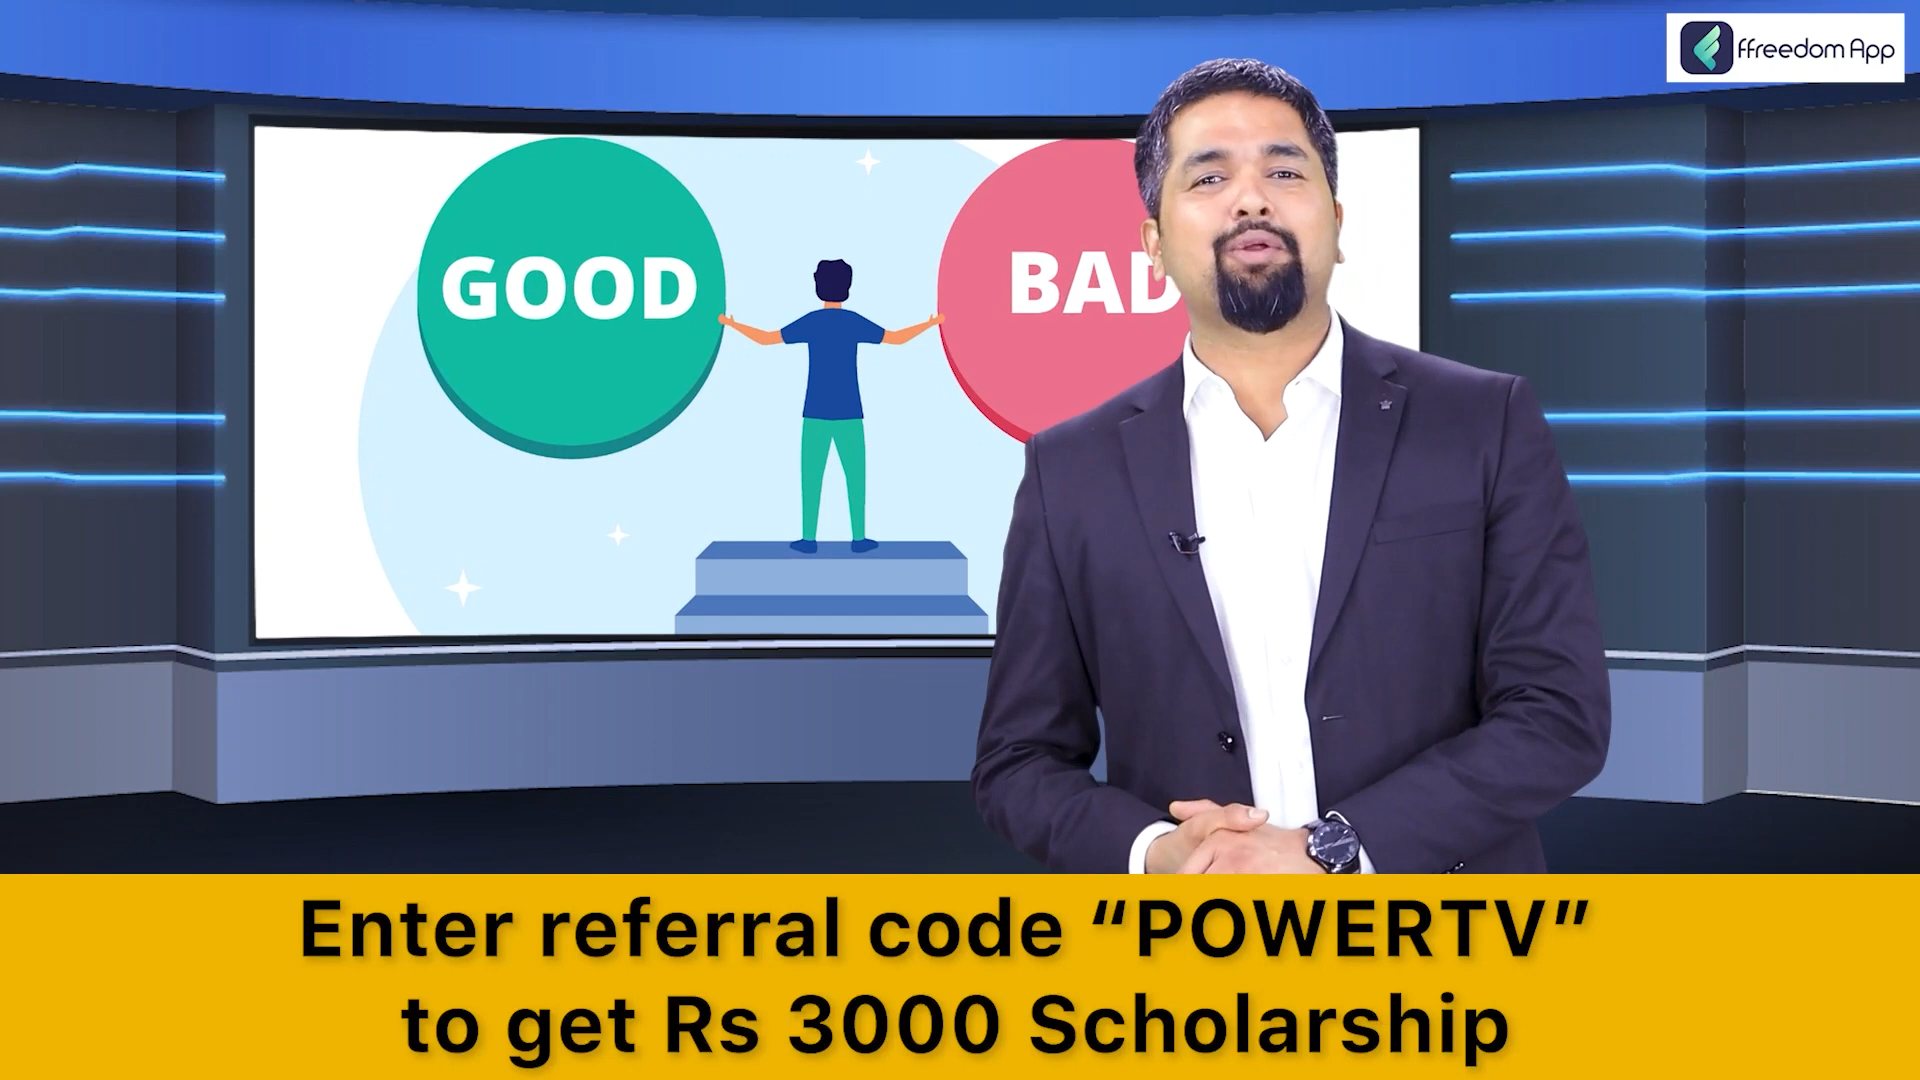 ffreedom App
GOOD
BAD
Enter referral code “POWERTV”
to get Rs 3000 Scholarship